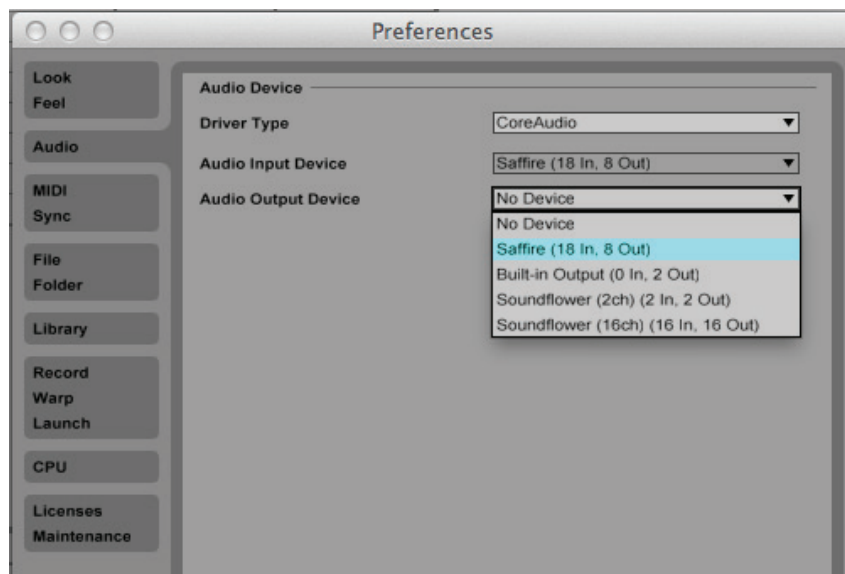 Preferences
Look
Feel
Audio
MIDI
Sync
File
Folder
Library
Record
Warp
Launch
CPU
Licenses
Maintenance
Audio Device
Driver Type CoreAudio
Audio Input Device Saffire (18 In, 8 Out)
Audio Output Device No Device
No Device
Saffire (18 In, 8 Out)
Built-in Output (0 In, 2 Out)
Soundflower (2ch) (2 In, 2 Out)
Soundflower (16ch) (16 In, 16 Out)